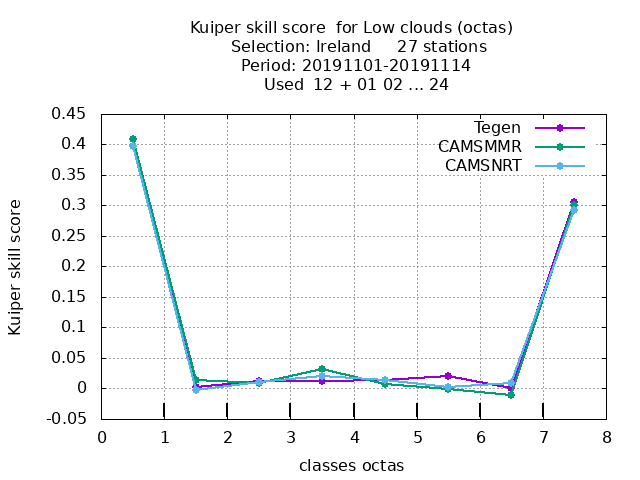 Kuiper skill score  for Low clouds (octas)
Selection: Ireland     27 stations
Period: 20191101-20191114
Used  12 + 01 02 ... 24
Tegen
CAMSMMR
CAMSNRT
0.45
0.4
0.35
0.3
0.25
0.2
0.15
0.1
0.05
0
-0.05
Kuiper skill score
0 1 2 3 4 5 6 7 8
classes octas